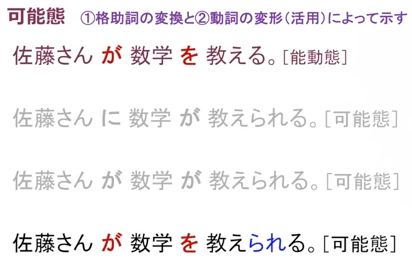 可能態 ①格助詞の変換と②動詞の変形（活用）によって示す
佐藤さん が 数学 を 教える。[能動態]
佐藤さん に 数学 が 教えられる。[可能態]
佐藤さん が 数学 が 教えられる。[可能態]
佐藤さん が 数学 を 教えられる。[可能態]